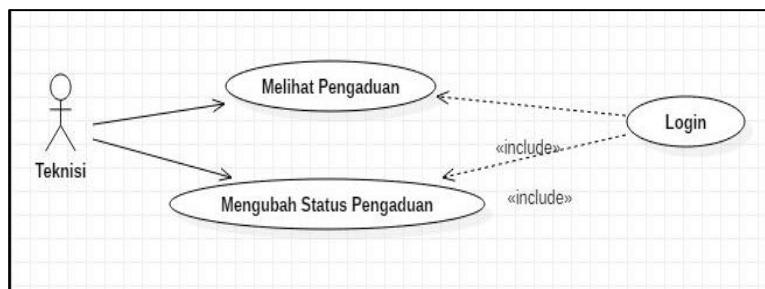 Melihat Pengaduan
Login
«include»
Teknisi
Mengubah Status Pengaduan
«include»